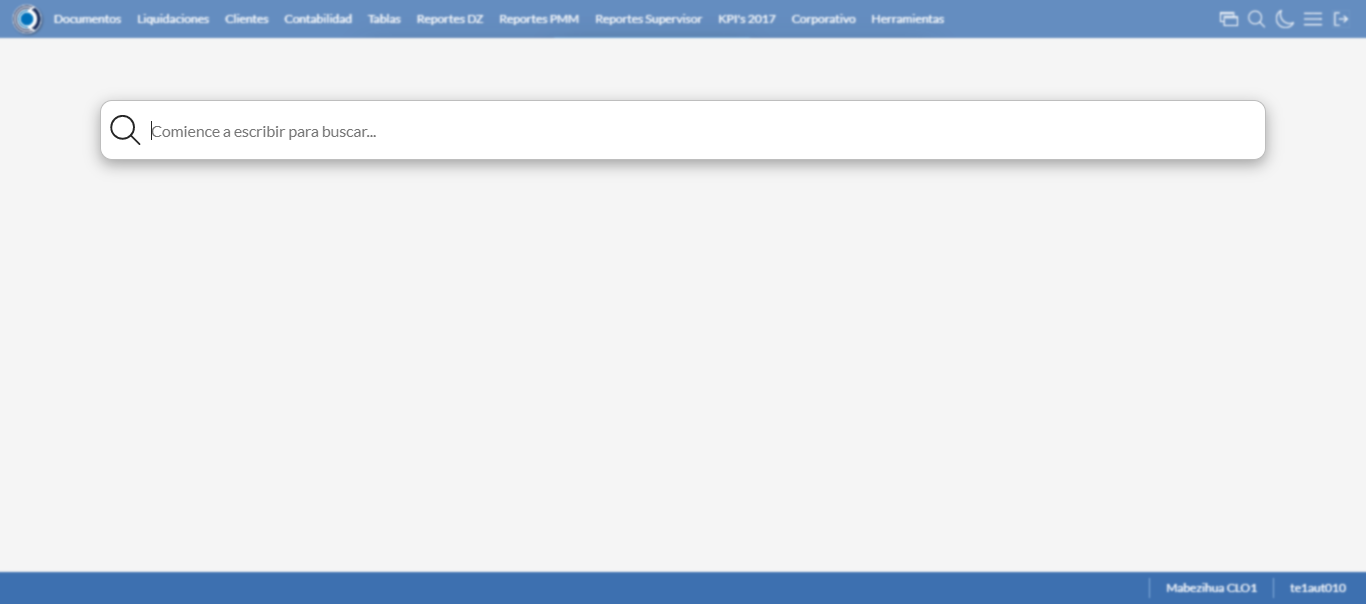 Documentos Liquidaciones Clientes Contabilidad Tablas Reportes DZ Reportes PMM Reportes Supervisor KPI's 2017 Corporativo Herramientas
Comience a escribir para buscar...
Mabezihua CLO1 te1aut010